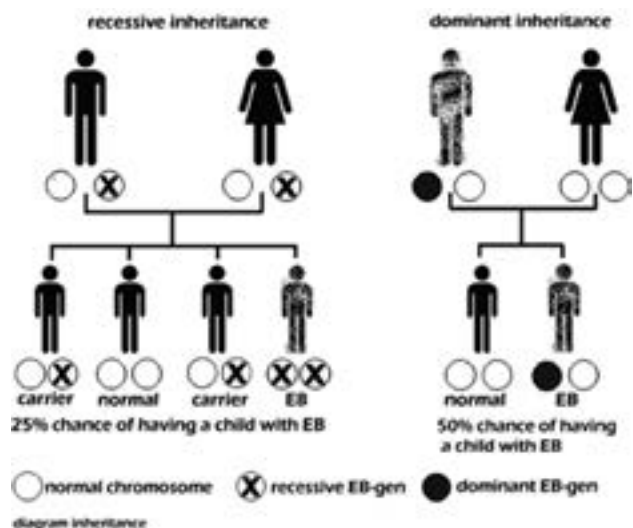 recessive inheritance
dominant inheritance
carrier normal carrier EB
25% chance of having a child with EB
normal EB
50% chance of having
a child with EB
normal chromosome
recessive EB-gen
dominant EB-gen
diagram inheritance